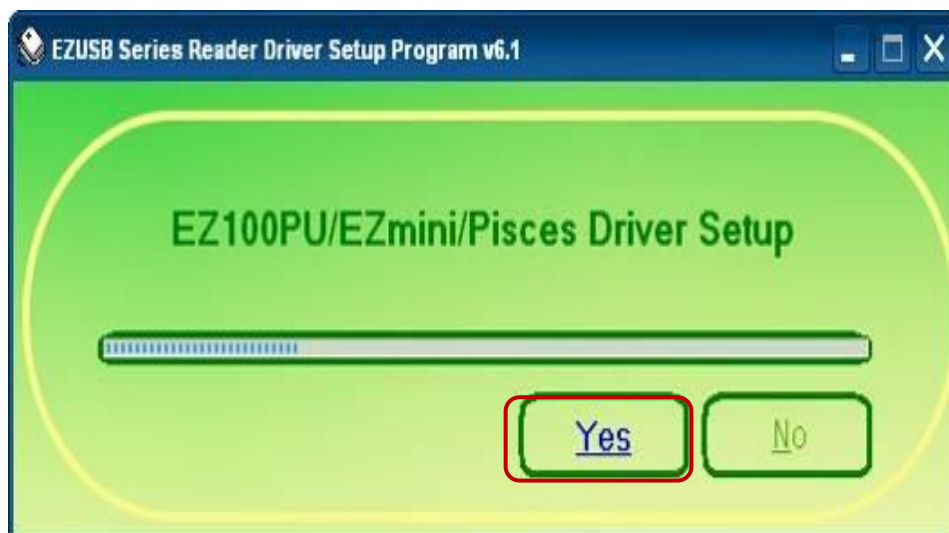 EZUSB Series Reader Driver Setup Program v6.1
EZ100PU/EZmini/Pisces Driver Setup
Yes No